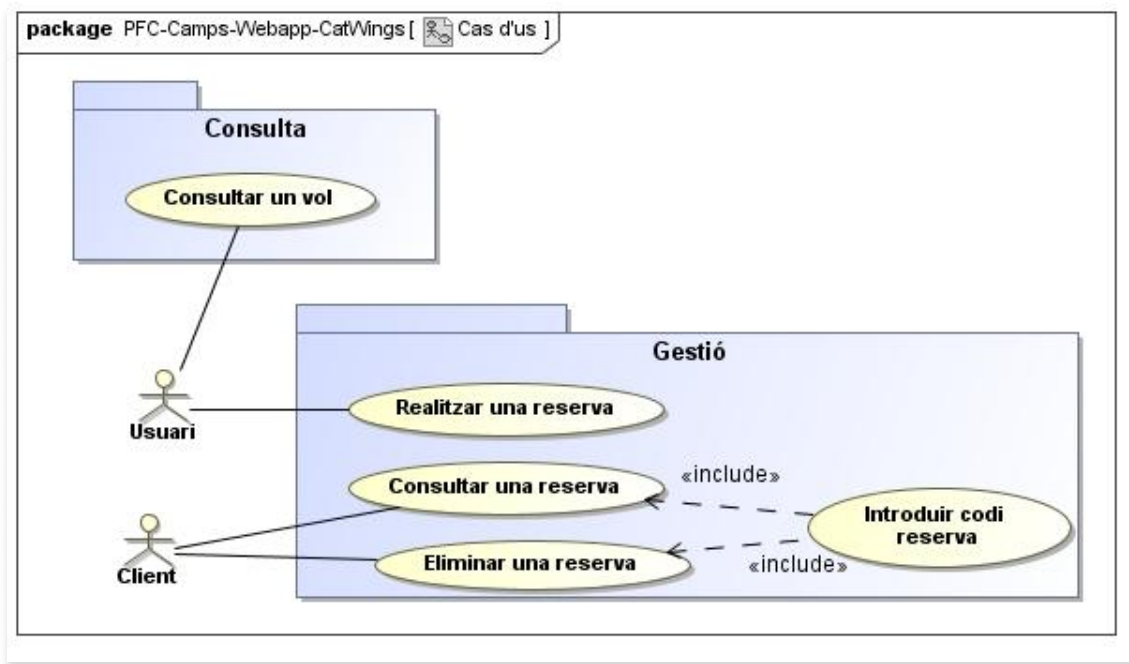 package PFC-Camps-Webapp-CatWings [ Cas d'us ]
Consulta
Consultar un vol
Gestió
Realitzar una reserva
Usuari
Consultar una reserva
«include»
Introduir codi
reserva
Client
Eliminar una reserva
«include»